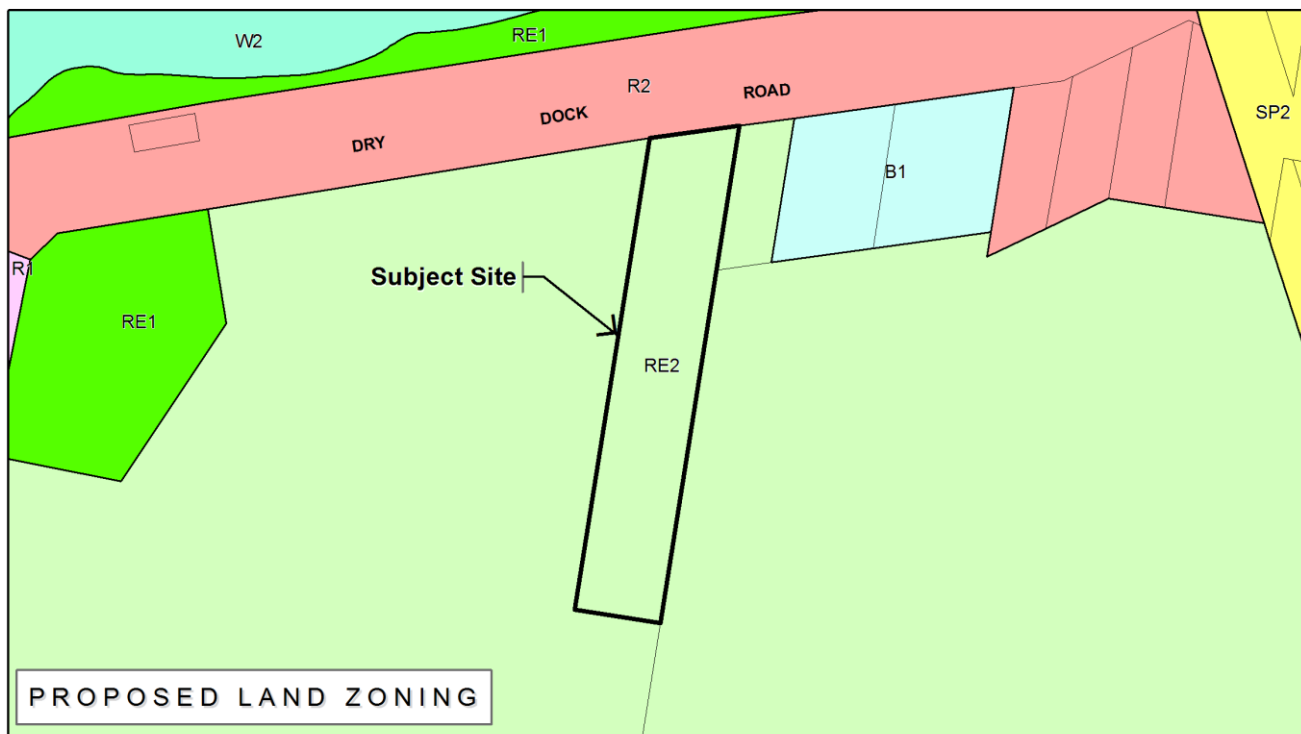 W2
RE1
R2
ROAD
DOCK
DRY
SP2
B1
R1
Subject Site
RE1
RE2
PROPOSED LAND ZONING